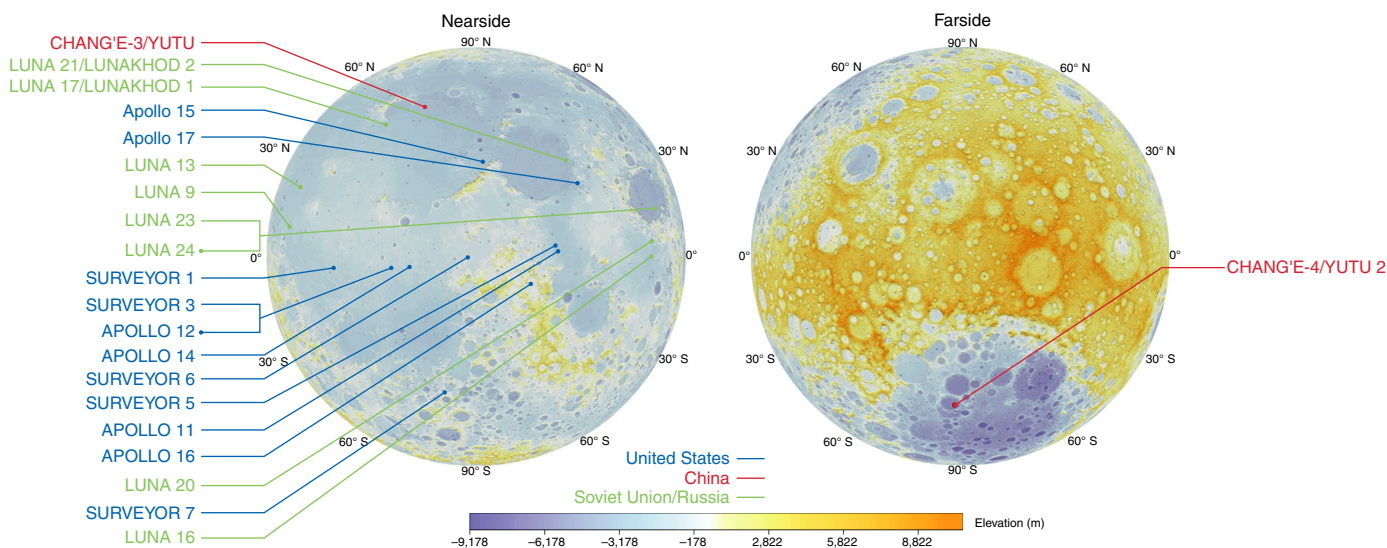 Nearside
Farside
CHANG'E-3/YUTU
LUNA 21/LUNAKHOD 2
LUNA 17/LUNAKHOD 1
Apollo 15
Apollo 17
LUNA 13
LUNA 9
LUNA 23
LUNA 24
SURVEYOR 1
SURVEYOR 3
APOLLO 12
APOLLO 14
SURVEYOR 6
SURVEYOR 5
APOLLO 11
APOLLO 16
LUNA 20
SURVEYOR 7
LUNA 16
90° N
60° N
60° N
30° N
30° N
0°
0°
30° S
30° S
60° S
60° S
90° S
90° N
60° N
60° N
30° N
30° N
0°
0°
30° S
30° S
60° S
60° S
90° S
CHANG'E-4/YUTU 2
United States
China
Soviet Union/Russia
Elevation (m)
−9,178 −6,178 −3,178 −178 2,822 5,822 8,822